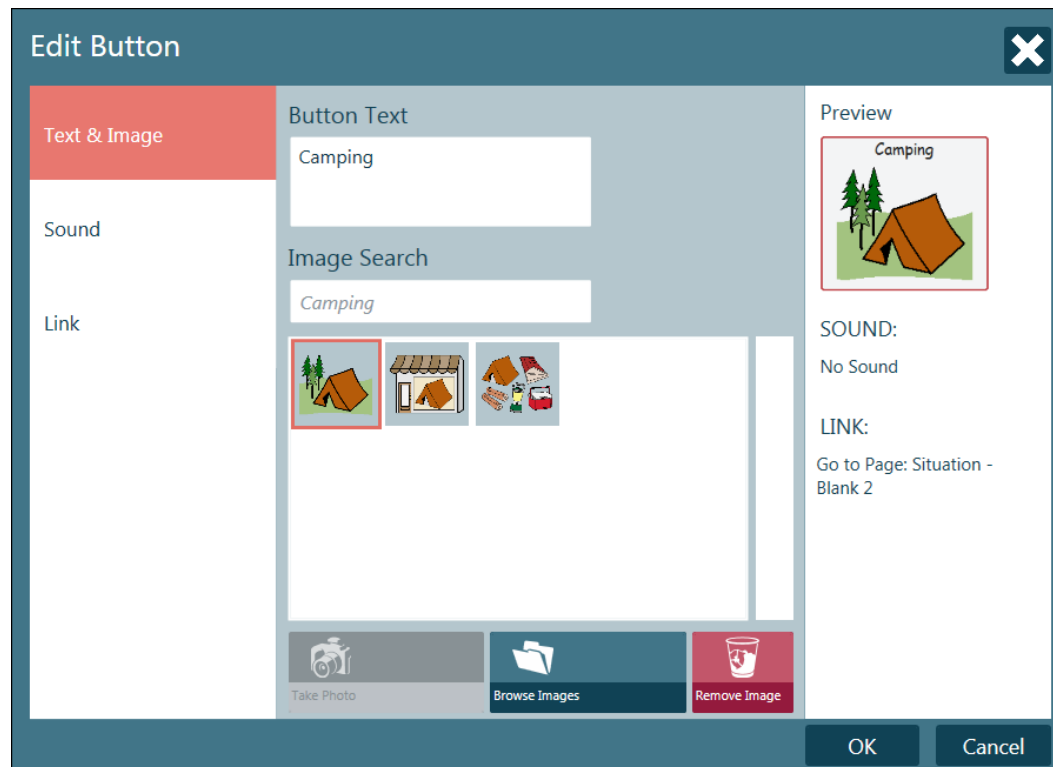 Edit Button
Text & Image
Sound
Link
Button Text
Camping
Image Search
Camping
Take Photo
Browse Images
Remove Image
Preview
Camping
SOUND:
No Sound
LINK:
Go to Page: Situation -
Blank 2
OK
Cancel